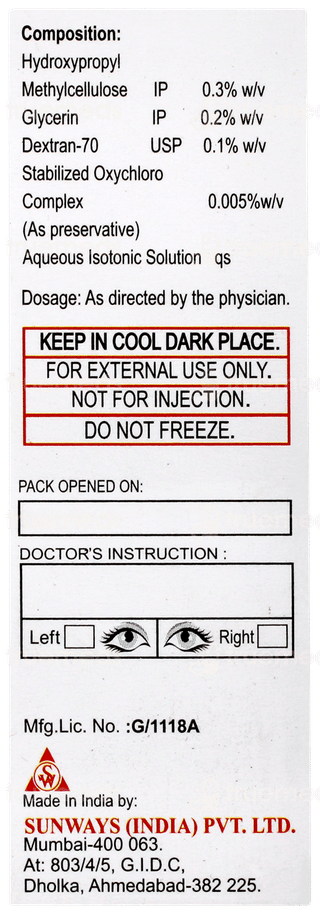 Composition:
Hydroxypropyl
Methylcellulose IP 0.3% w/v
Glycerin IP 0.2% w/v
Dextran-70 USP 0.1% w/v
Stabilized Oxychloro
Complex 0.005%w/v
(As preservative)
Aqueous Isotonic Solution qs
Dosage: As directed by the physician.
KEEP IN COOL DARK PLACE.
FOR EXTERNAL USE ONLY.
NOT FOR INJECTION.
DO NOT FREEZE.
PACK OPENED ON:
DOCTOR'S INSTRUCTION :
Left Right
Mfg.Lic. No. :G/1118A
SW
Made In India by:
SUNWAYS (INDIA) PVT. LTD.
Mumbai-400 063.
At: 803/4/5, G.I.D.C,
Dholka, Ahmedabad-382 225.